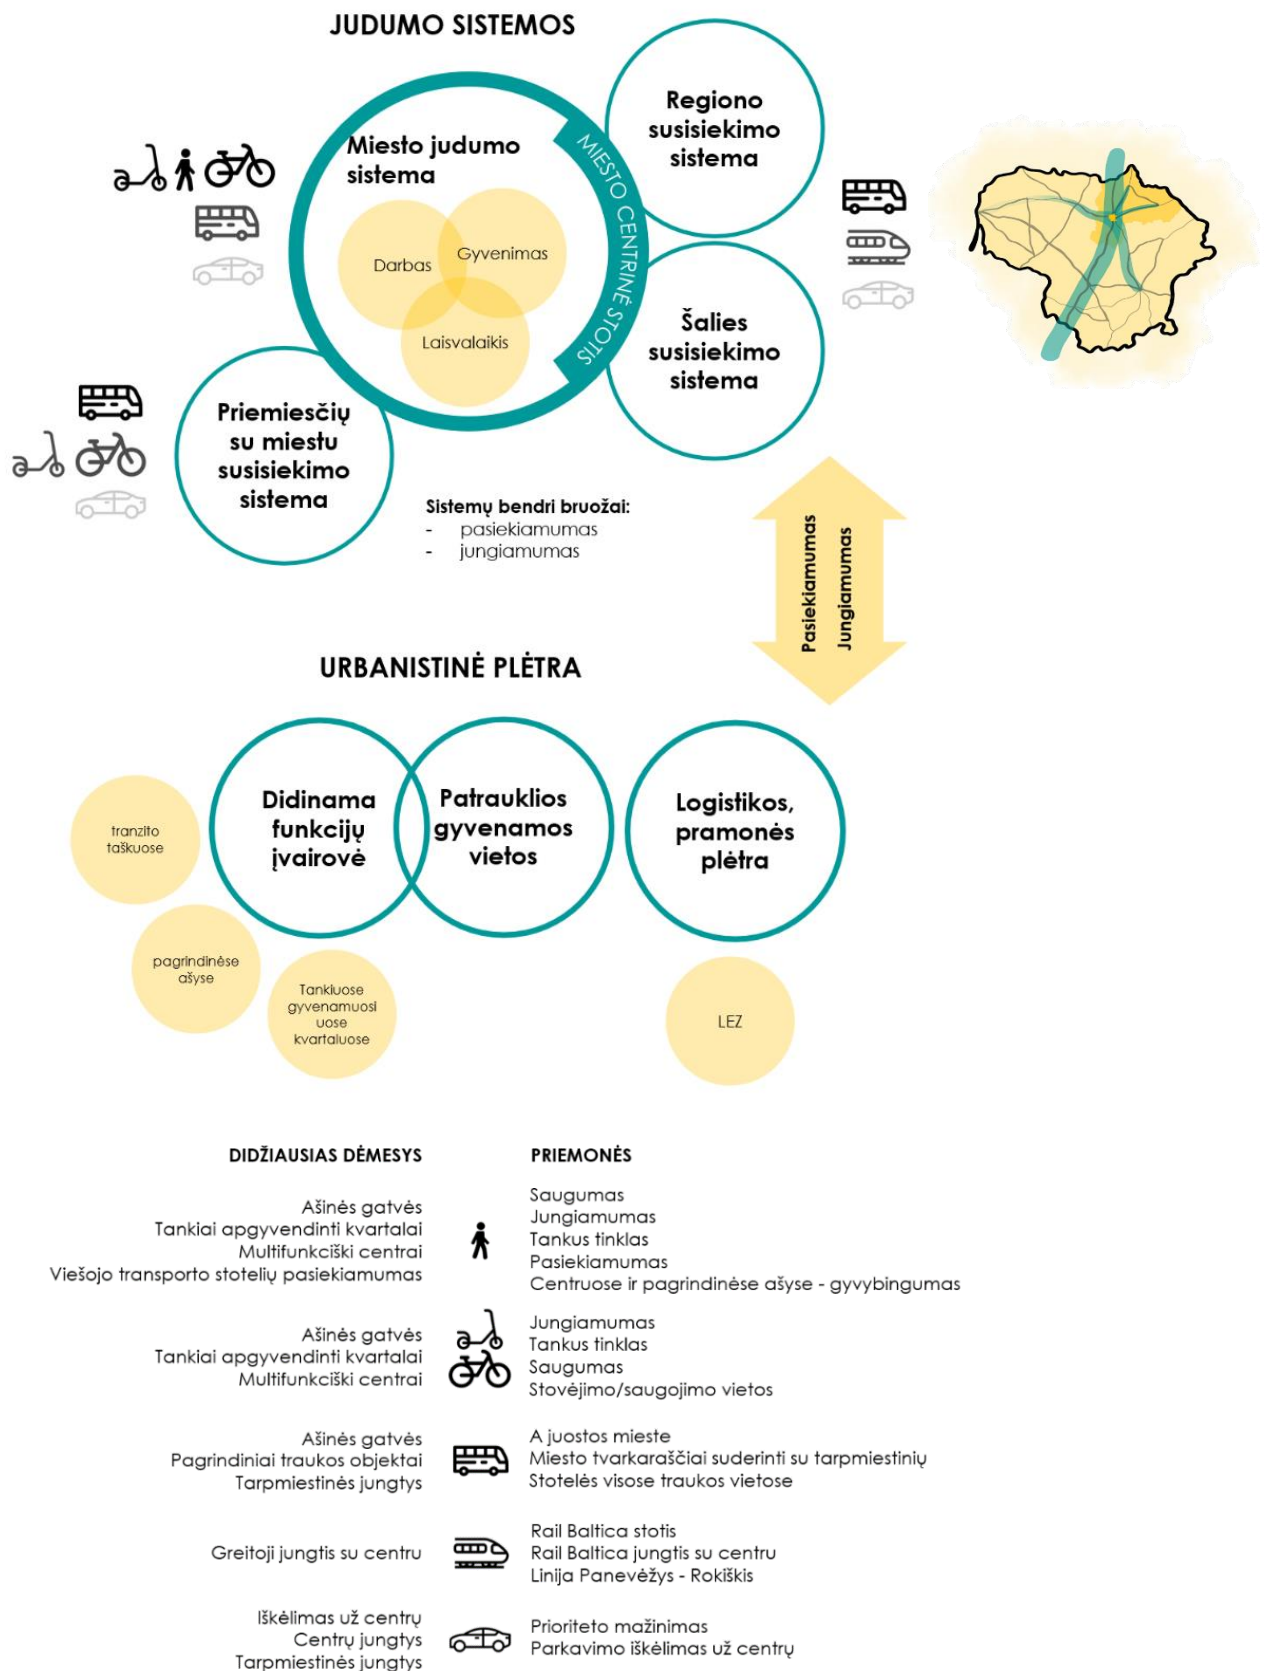 JUDUMO SISTEMOS
Regiono
susisiekimo
sistema
Miesto judumo
sistema
MIESTO CENTRINĖ STOTIS
Darbas
Gyvenimas
Laisvalaikis
Šalies
susisiekimo
sistema
Priemiesčių
su miestu
susisiekimo
sistema
Sistemų bendri bruožai:
- pasiekiamumas
- jungiamumas
Pasiekiamumas
Jungiamumas
URBANISTINĖ PLĖTRA
Didinama
funkcijų
įvairovė
Patrauklios
gyvenamos
vietos
Logistikos,
pramonės
plėtra
tranzito
taškuose
pagrindinėse
ašyse
Tankiuose
gyvenamuosi
uose
kvartaluose
LEZ
DIDŽIAUSIAS DĖMESYS
PRIEMONĖS
Ašinės gatvės
Tankiai apgyvendinti kvartalai
Multifunkciški centrai
Viešojo transporto stotelių pasiekiamumas
Saugumas
Jungiamumas
Tankus tinklas
Pasiekiamumas
Centruose ir pagrindinėse ašyse - gyvybingumas
Ašinės gatvės
Tankiai apgyvendinti kvartalai
Multifunkciški centrai
Jungiamumas
Tankus tinklas
Saugumas
Stovėjimo/saugojimo vietos
Ašinės gatvės
Pagrindiniai traukos objektai
Tarpmiestinės jungtys
A juostos mieste
Miesto tvarkaraščiai suderinti su tarpmiestinių
Stotelės visose traukos vietose
Greitoji jungtis su centru
Rail Baltica stotis
Rail Baltica jungtis su centru
Linija Panevėžys - Rokiškis
Iškėlimas už centrų
Centrų jungtys
Tarpmiestinės jungtys
Prioriteto mažinimas
Parkavimo iškėlimas už centrų